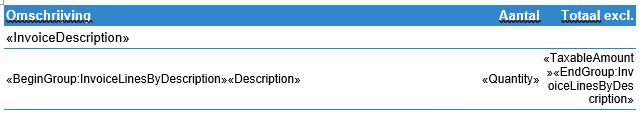 Omschrijving Aantal Totaal excl.
«InvoiceDescription»
«TaxableAmount
«BeginGroup:InvoiceLinesByDescription»«Description» «Quantity» »«EndGroup:Inv
oiceLinesByDes
cription»